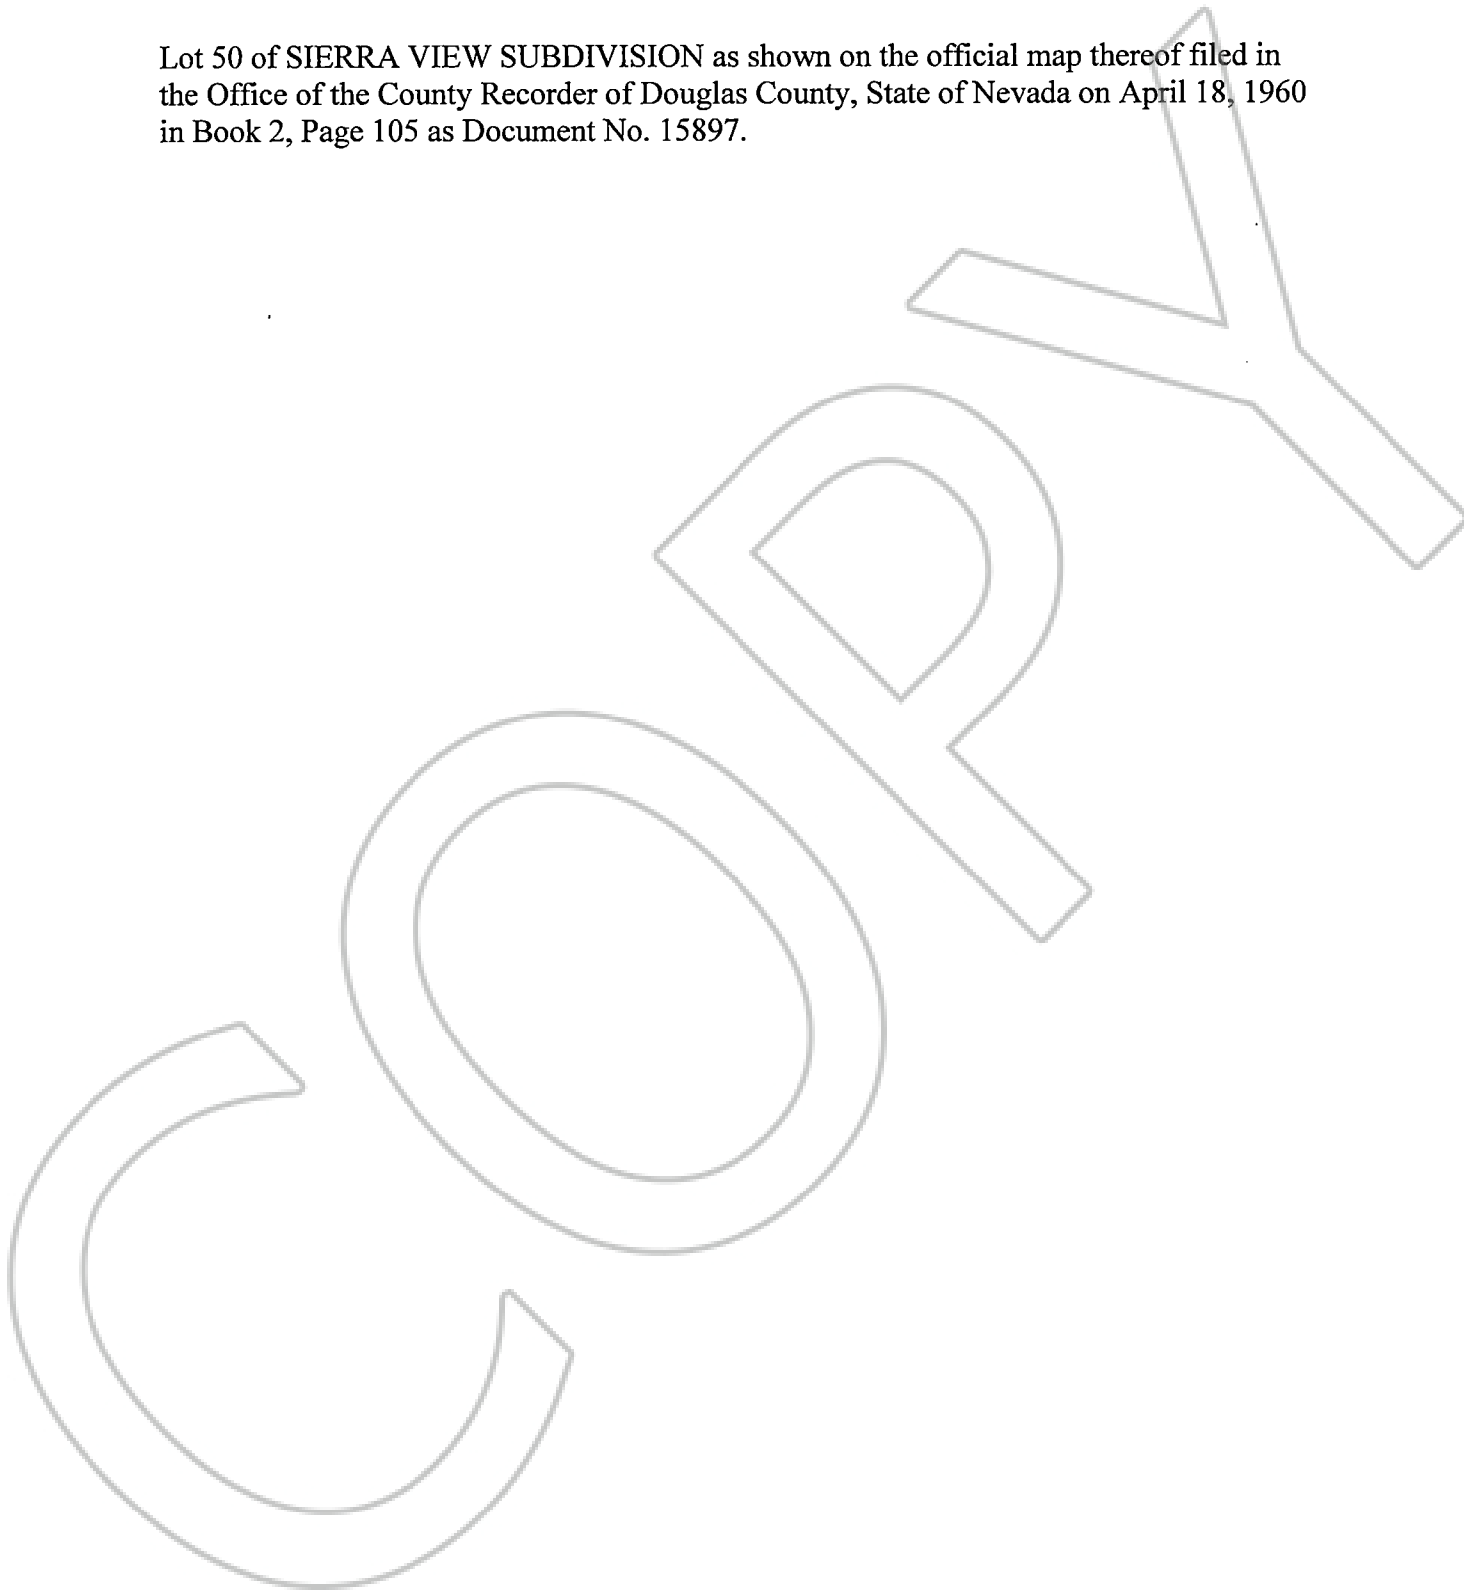 Lot 50 of SIERRA VIEW SUBDIVISION as shown on the official map thereof filed in
the Office of the County Recorder of Douglas County, State of Nevada on April 18, 1960
in Book 2, Page 105 as Document No. 15897.
COPY